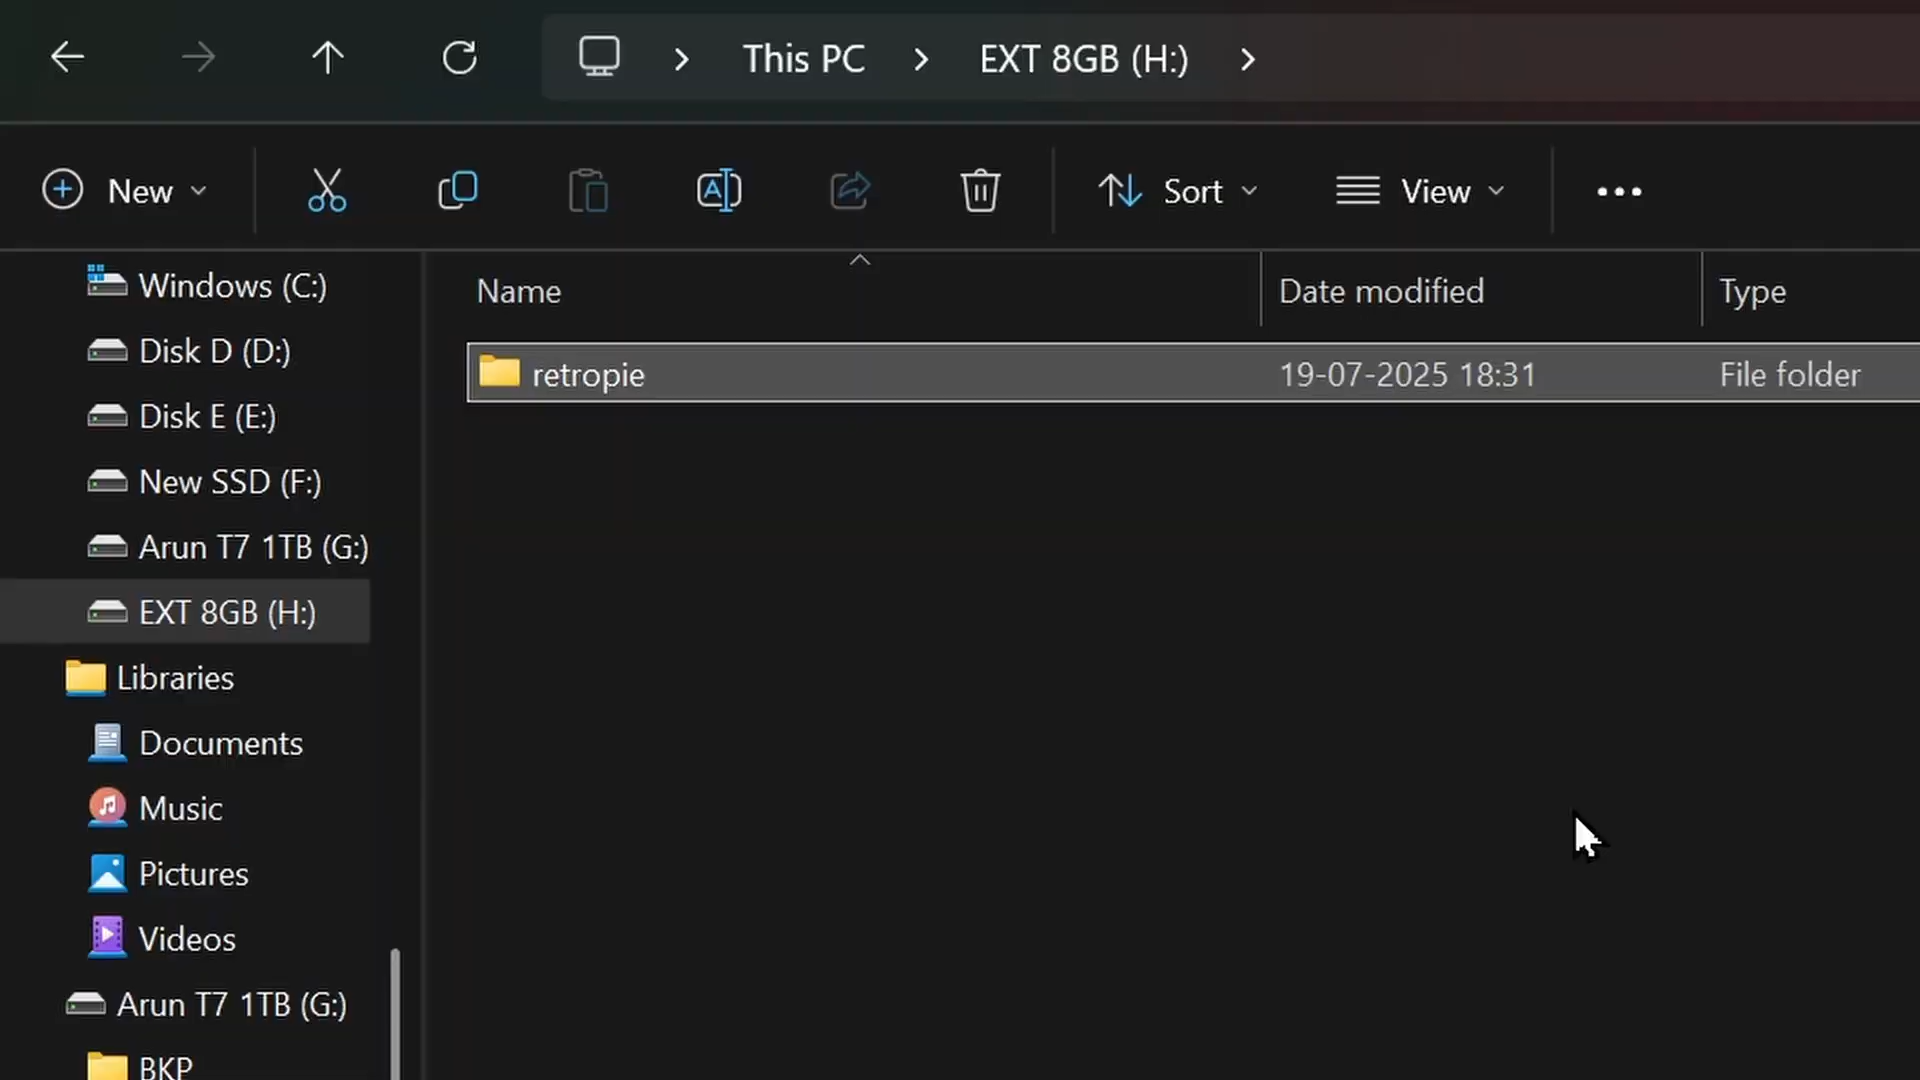 This PC > EXT 8GB (H:) >
New
Sort
View
Name
Date modified
Type
retropie
19-07-2025 18:31
File folder
Windows (C:)
Disk D (D:)
Disk E (E:)
New SSD (F:)
Arun T7 1TB (G:)
EXT 8GB (H:)
Libraries
Documents
Music
Pictures
Videos
Arun T7 1TB (G:)
BKP